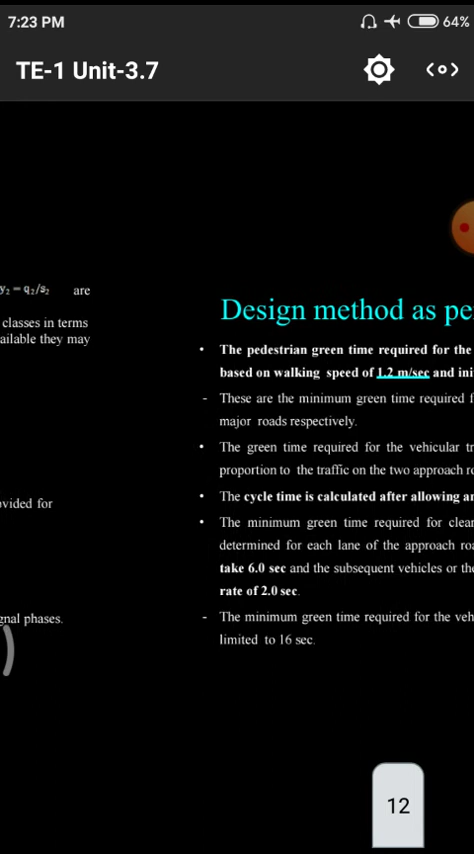 7:23 PM
64%
TE-1 Unit-3.7
y₂ = q₂/s₂ are
classes in terms
ailable they may
vided for
gnal phases.
Design method as pe
• The pedestrian green time required for the
based on walking speed of 1.2 m/sec and ini
- These are the minimum green time required f
major roads respectively.
• The green time required for the vehicular tr
proportion to the traffic on the two approach ro
• The cycle time is calculated after allowing a
• The minimum green time required for clear
determined for each lane of the approach roa
take 6.0 sec and the subsequent vehicles or the
rate of 2.0 sec.
- The minimum green time required for the veh
limited to 16 sec.
12